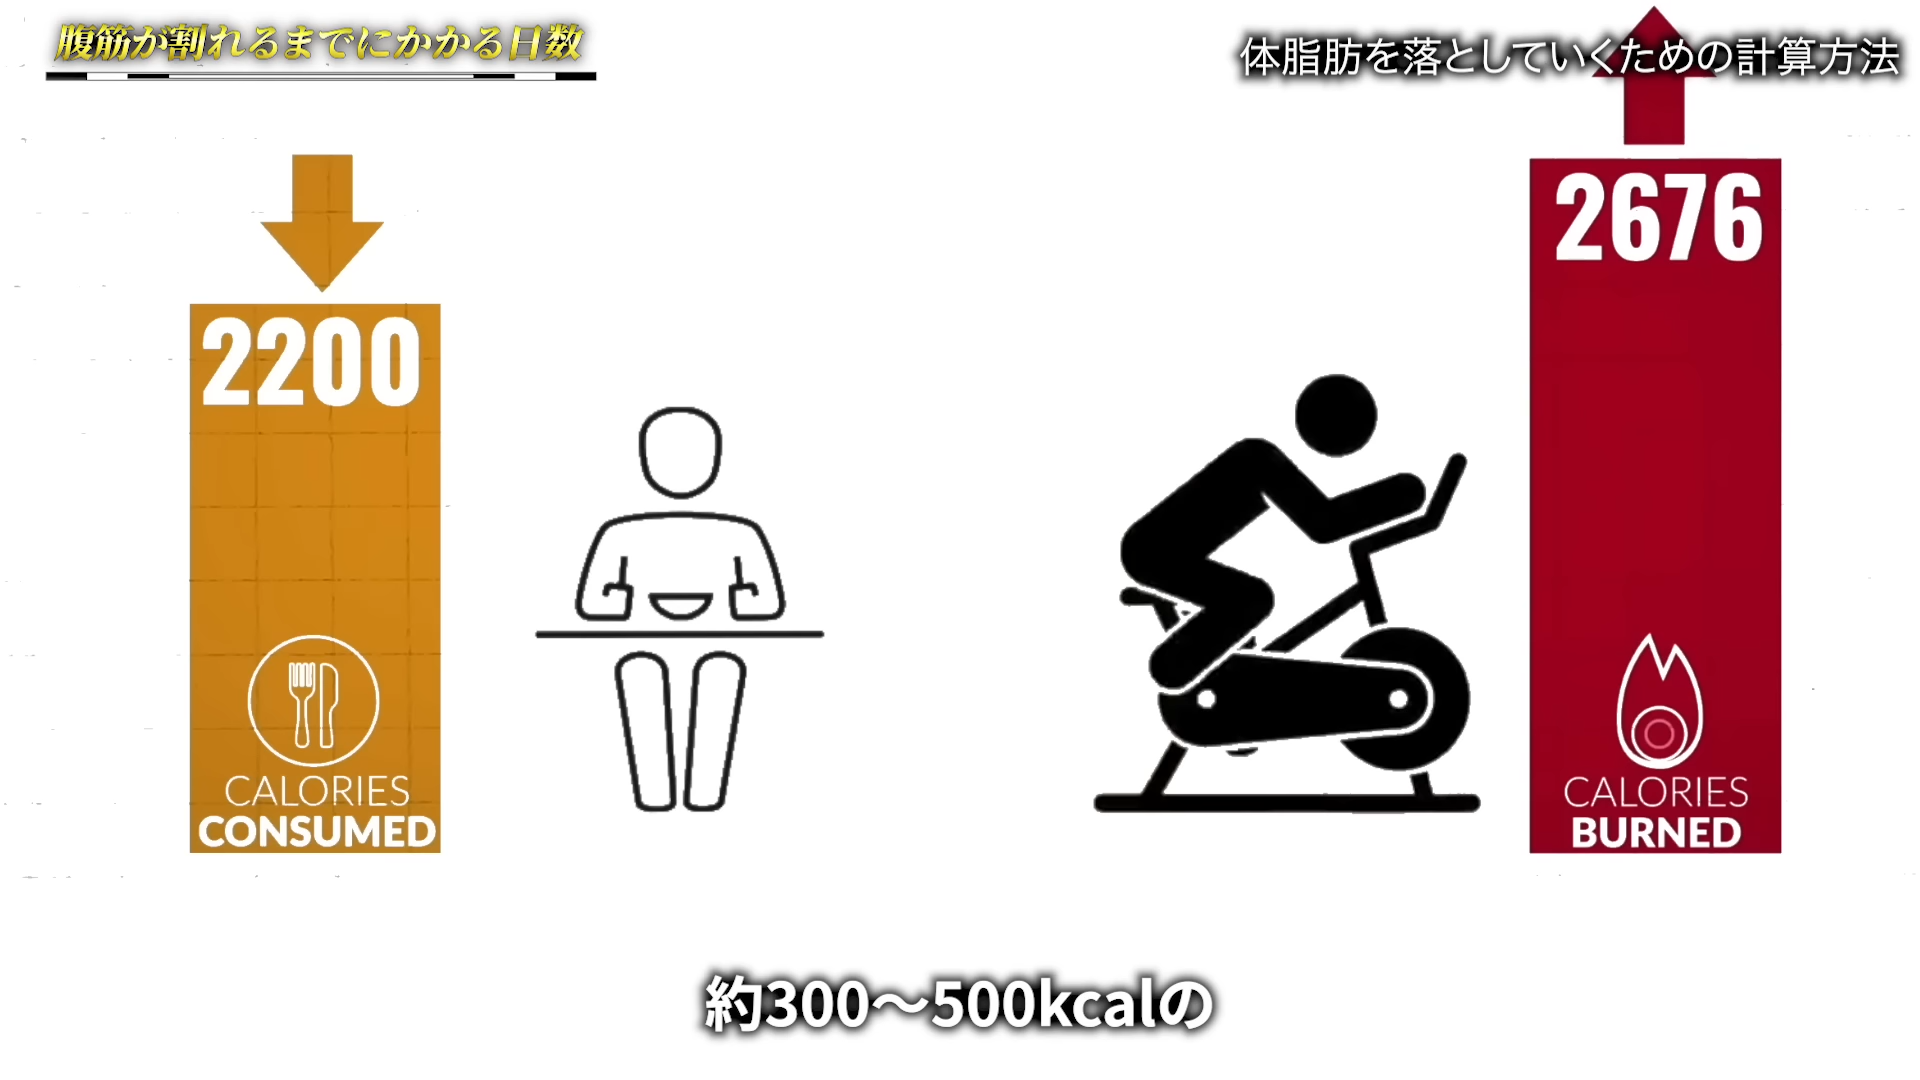 腹筋が割れるまでにかかる日数
体脂肪を落としていくための計算方法
2200
CALORIES
CONSUMED
2676
CALORIES
BURNED
約300～500kcalの